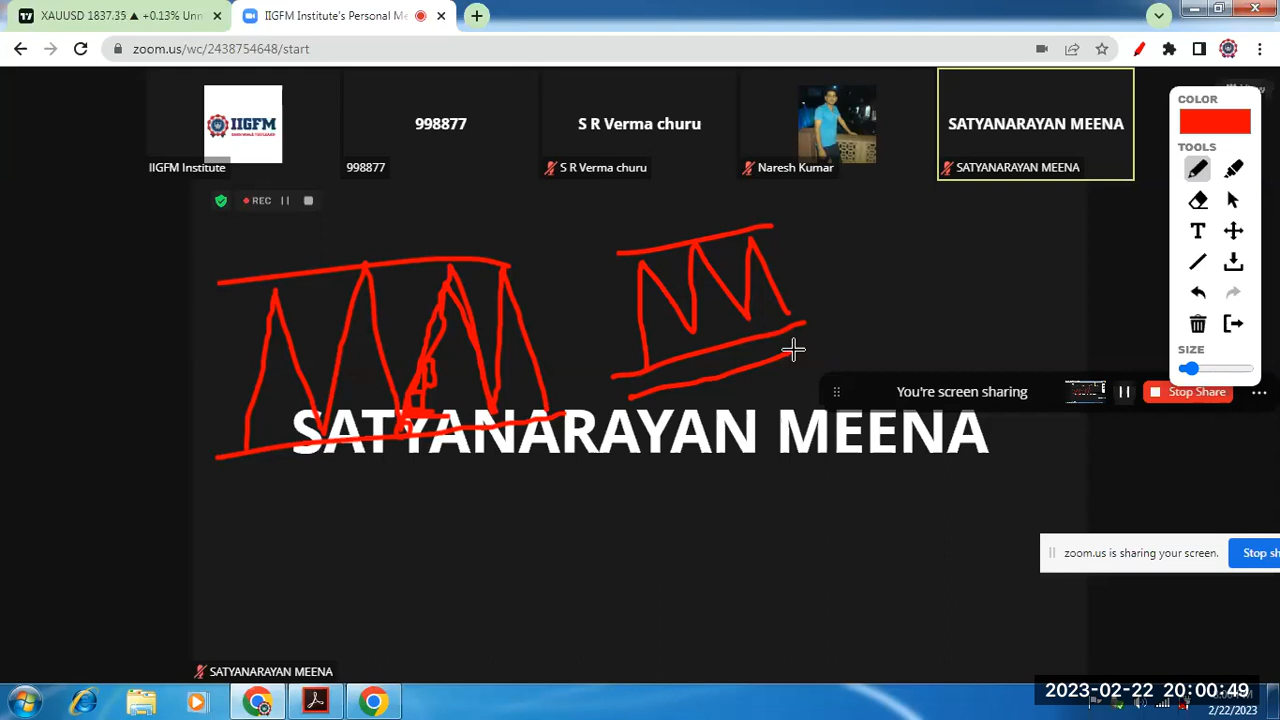 XAUUSD 1837.35 ▲ +0.13% Unn
IIGFM Institute's Personal Me
zoom.us/wc/2438754648/start
COLOR
TOOLS
SIZE
IIGFM
IIGFM Institute
998877
998877
S R Verma churu
S R Verma churu
Naresh Kumar
SATYANARAYAN MEENA
SATYANARAYAN MEENA
REC
You're screen sharing
Stop Share
SATYANARAYAN MEENA
zoom.us is sharing your screen.
Stop sh
SATYANARAYAN MEENA
2023-02-22 20:00:49
2/22/2023